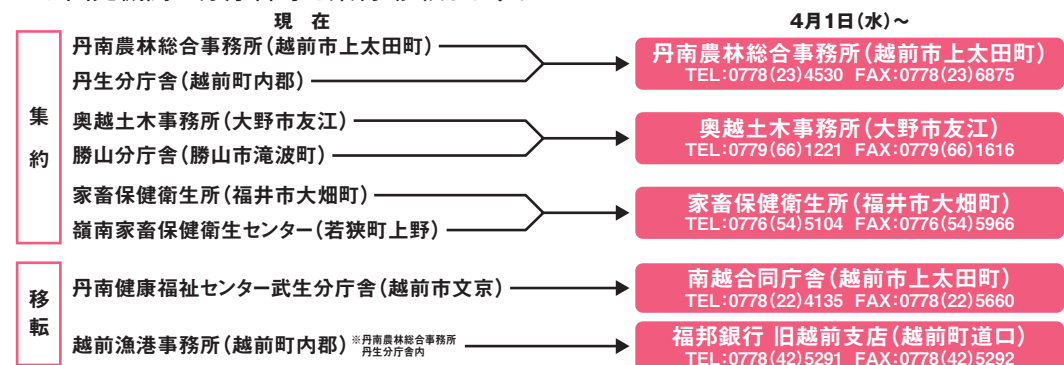 現 在
4月1日(水)～
集約
丹南農林総合事務所(越前市上太田町)
丹生分庁舎(越前町内郡)
丹南農林総合事務所(越前市上太田町)
TEL:0778(23)4530 FAX:0778(23)6875
奥越土木事務所(大野市友江)
勝山分庁舎(勝山市滝波町)
奥越土木事務所(大野市友江)
TEL:0779(66)1221 FAX:0779(66)1616
家畜保健衛生所(福井市大畑町)
嶺南家畜保健衛生センター(若狭町上野)
家畜保健衛生所(福井市大畑町)
TEL:0776(54)5104 FAX:0776(54)5966
移転
丹南健康福祉センター武生分庁舎(越前市文京)
南越合同庁舎(越前市上太田町)
TEL:0778(22)4135 FAX:0778(22)5660
越前漁港事務所(越前町内郡)
※丹南農林総合事務所
丹生分庁舎内
福邦銀行 旧越前支店(越前町道口)
TEL:0778(42)5291 FAX:0778(42)5292